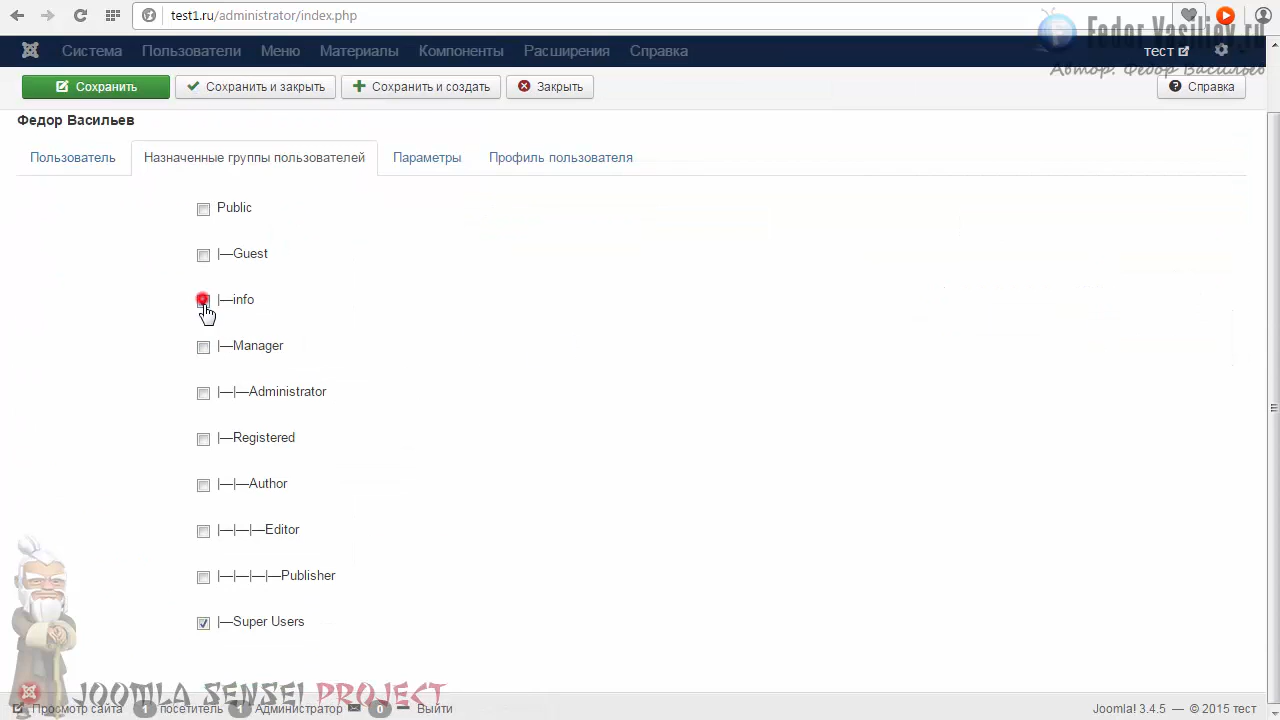 test1.ru/administrator/index.php
Fedor Vasiliev.ru
Система Пользователи Меню Материалы Компоненты Расширения Справка тест
Автор: Федор Васильев
Сохранить Сохранить и закрыть Сохранить и создать Закрыть Справка
Федор Васильев
Пользователь Назначенные группы пользователей Параметры Профиль пользователя
Public
|—Guest
|—info
|—Manager
|—|—Administrator
|—Registered
|—|—Author
|—|—|—Editor
|—|—|—|—Publisher
|—Super Users
JOOMLA SENSEI PROJECT
Просмотр сайта 1 посетитель 1 Администратор 0 Выйти Joomla! 3.4.5 — © 2015 тест